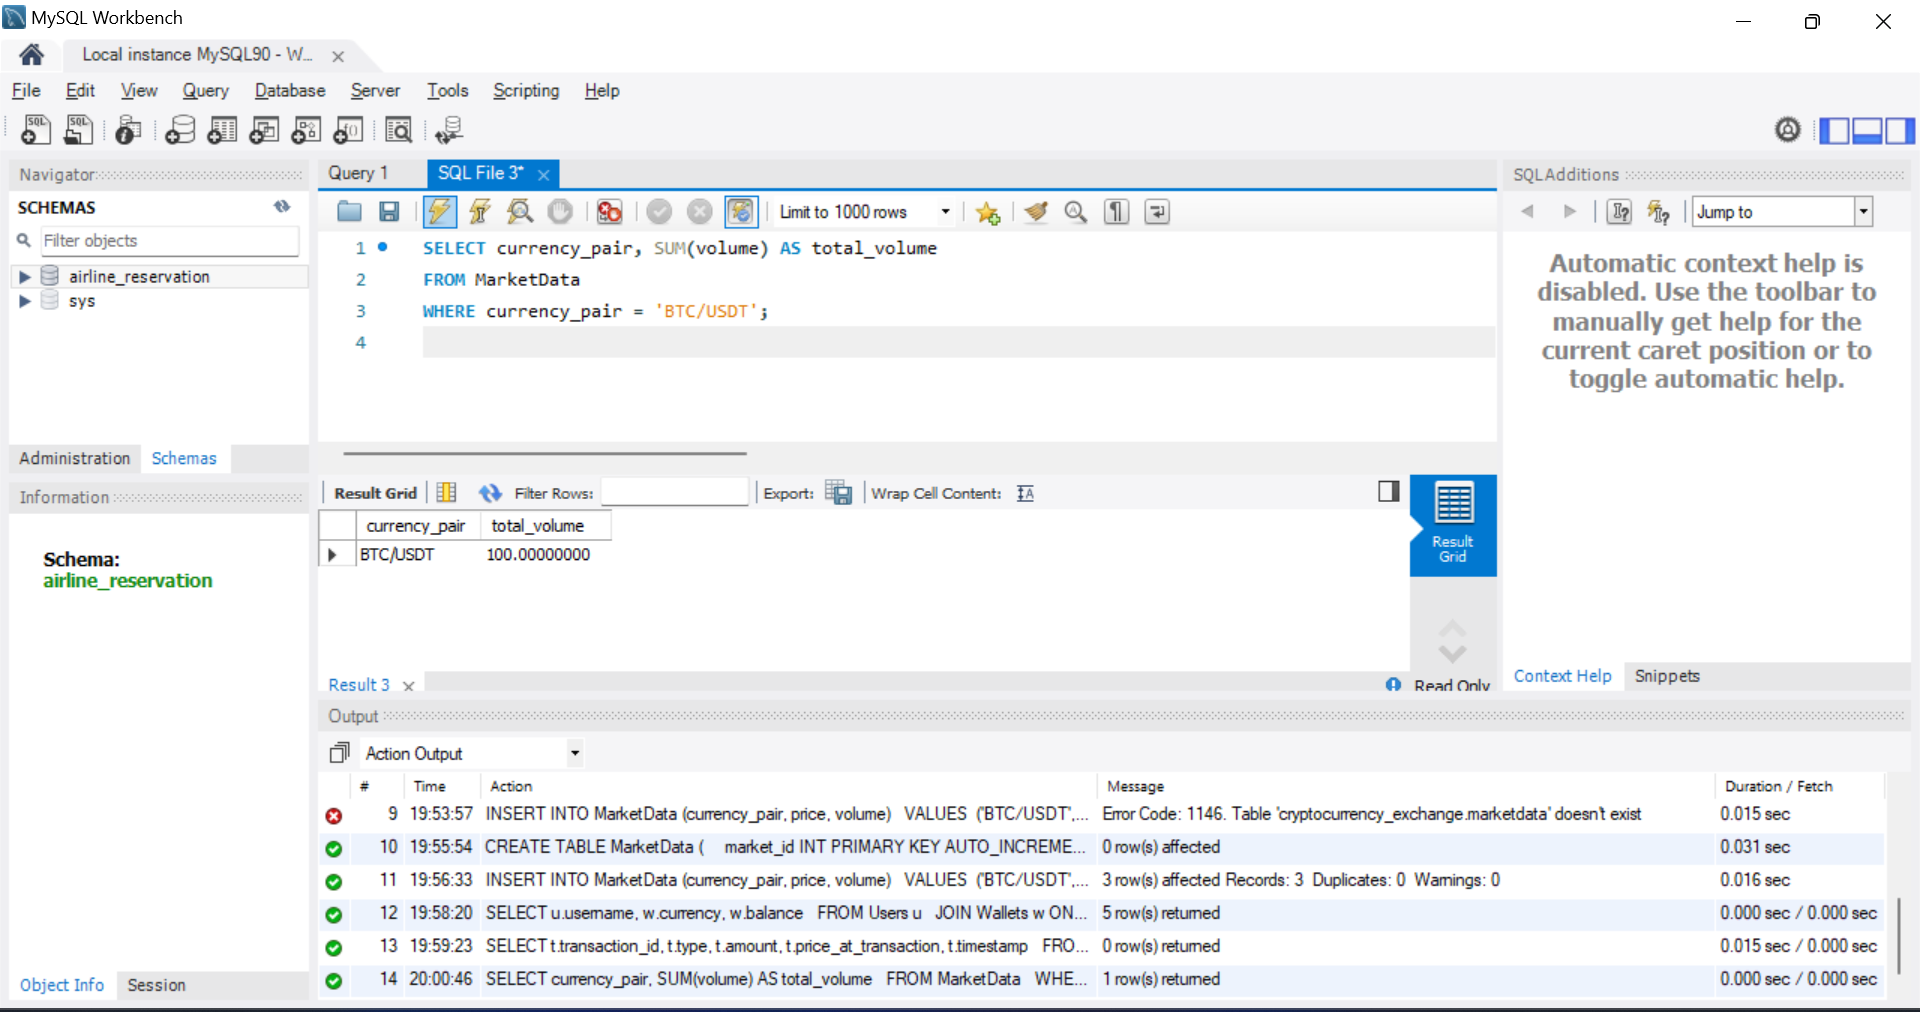 MySQL Workbench
Local instance MySQL90 - W...
File Edit View Query Database Server Tools Scripting Help
Navigator
SCHEMAS
Filter objects
airline_reservation
sys
Administration Schemas
Information
Schema:
airline_reservation
Object Info Session
Query 1 SQL File 3*
Limit to 1000 rows
1 SELECT currency_pair, SUM(volume) AS total_volume
2 FROM MarketData
3 WHERE currency_pair = 'BTC/USDT';
4
Result Grid Filter Rows: Export: Wrap Cell Content:
currency_pair total_volume
BTC/USDT 100.00000000
Result
Grid
Result 3 Read Only
SQLAdditions
Jump to
Automatic context help is
disabled. Use the toolbar to
manually get help for the
current caret position or to
toggle automatic help.
Context Help Snippets
Output
Action Output
# Time Action Message Duration / Fetch
9 19:53:57 INSERT INTO MarketData (currency_pair, price, volume) VALUES ('BTC/USDT',... Error Code: 1146. Table 'cryptocurrency_exchange.marketdata' doesn't exist 0.015 sec
10 19:55:54 CREATE TABLE MarketData ( market_id INT PRIMARY KEY AUTO_INCREME... 0 row(s) affected 0.031 sec
11 19:56:33 INSERT INTO MarketData (currency_pair, price, volume) VALUES ('BTC/USDT',... 3 row(s) affected Records: 3 Duplicates: 0 Warnings: 0 0.016 sec
12 19:58:20 SELECT u.username, w.currency, w.balance FROM Users u JOIN Wallets w ON... 5 row(s) returned 0.000 sec / 0.000 sec
13 19:59:23 SELECT t.transaction_id, t.type, t.amount, t.price_at_transaction, t.timestamp FRO... 0 row(s) returned 0.015 sec / 0.000 sec
14 20:00:46 SELECT currency_pair, SUM(volume) AS total_volume FROM MarketData WHE... 1 row(s) returned 0.000 sec / 0.000 sec